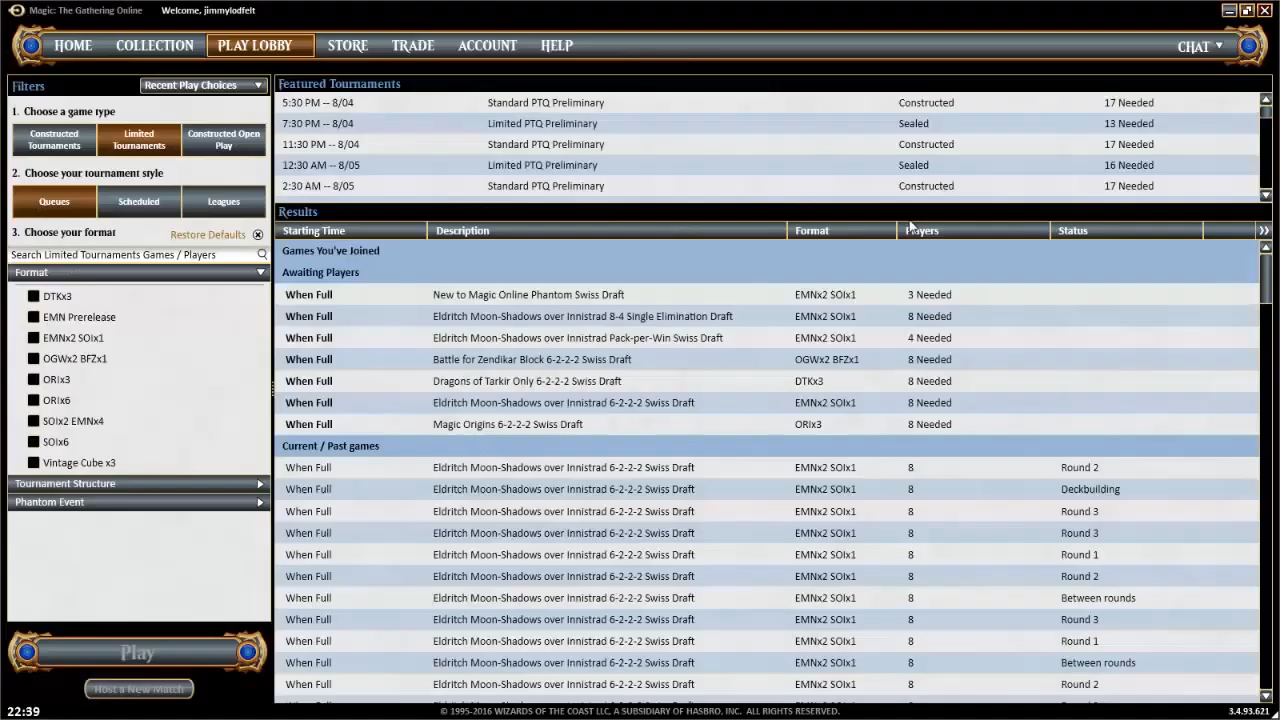 Magic: The Gathering Online Welcome, jimmylodfelt
HOME COLLECTION PLAY LOBBY STORE TRADE ACCOUNT HELP CHAT
Filters Recent Play Choices
1. Choose a game type
Constructed Tournaments Limited Tournaments Constructed Open Play
2. Choose your tournament style
Queues Scheduled Leagues
3. Choose your format Restore Defaults
Search Limited Tournaments Games / Players
Format
DTKx3
EMN Prerelease
EMNx2 SOIx1
OGWx2 BFZx1
ORIx3
ORIx6
SOIx2 EMNx4
SOIx6
Vintage Cube x3
Tournament Structure
Phantom Event
Play
Host a New Match
22:39
Featured Tournaments
5:30 PM -- 8/04 Standard PTQ Preliminary Constructed 17 Needed
7:30 PM -- 8/04 Limited PTQ Preliminary Sealed 13 Needed
11:30 PM -- 8/04 Standard PTQ Preliminary Constructed 17 Needed
12:30 AM -- 8/05 Limited PTQ Preliminary Sealed 16 Needed
2:30 AM -- 8/05 Standard PTQ Preliminary Constructed 17 Needed
Results
Starting Time Description Format Players Status
Games You've Joined
Awaiting Players
When Full New to Magic Online Phantom Swiss Draft EMNx2 SOIx1 3 Needed
When Full Eldritch Moon-Shadows over Innistrad 8-4 Single Elimination Draft EMNx2 SOIx1 8 Needed
When Full Eldritch Moon-Shadows over Innistrad Pack-per-Win Swiss Draft EMNx2 SOIx1 4 Needed
When Full Battle for Zendikar Block 6-2-2-2 Swiss Draft OGWx2 BFZx1 8 Needed
When Full Dragons of Tarkir Only 6-2-2-2 Swiss Draft DTKx3 8 Needed
When Full Eldritch Moon-Shadows over Innistrad 6-2-2-2 Swiss Draft EMNx2 SOIx1 8 Needed
When Full Magic Origins 6-2-2-2 Swiss Draft ORIx3 8 Needed
Current / Past games
When Full Eldritch Moon-Shadows over Innistrad 6-2-2-2 Swiss Draft EMNx2 SOIx1 8 Round 2
When Full Eldritch Moon-Shadows over Innistrad 6-2-2-2 Swiss Draft EMNx2 SOIx1 8 Deckbuilding
When Full Eldritch Moon-Shadows over Innistrad 6-2-2-2 Swiss Draft EMNx2 SOIx1 8 Round 3
When Full Eldritch Moon-Shadows over Innistrad 6-2-2-2 Swiss Draft EMNx2 SOIx1 8 Round 3
When Full Eldritch Moon-Shadows over Innistrad 6-2-2-2 Swiss Draft EMNx2 SOIx1 8 Round 1
When Full Eldritch Moon-Shadows over Innistrad 6-2-2-2 Swiss Draft EMNx2 SOIx1 8 Round 2
When Full Eldritch Moon-Shadows over Innistrad 6-2-2-2 Swiss Draft EMNx2 SOIx1 8 Between rounds
When Full Eldritch Moon-Shadows over Innistrad 6-2-2-2 Swiss Draft EMNx2 SOIx1 8 Round 3
When Full Eldritch Moon-Shadows over Innistrad 6-2-2-2 Swiss Draft EMNx2 SOIx1 8 Round 1
When Full Eldritch Moon-Shadows over Innistrad 6-2-2-2 Swiss Draft EMNx2 SOIx1 8 Between rounds
When Full Eldritch Moon-Shadows over Innistrad 6-2-2-2 Swiss Draft EMNx2 SOIx1 8 Round 2
© 1995-2016 WIZARDS OF THE COAST LLC, A SUBSIDIARY OF HASBRO, INC. ALL RIGHTS RESERVED. 3.4.93.621